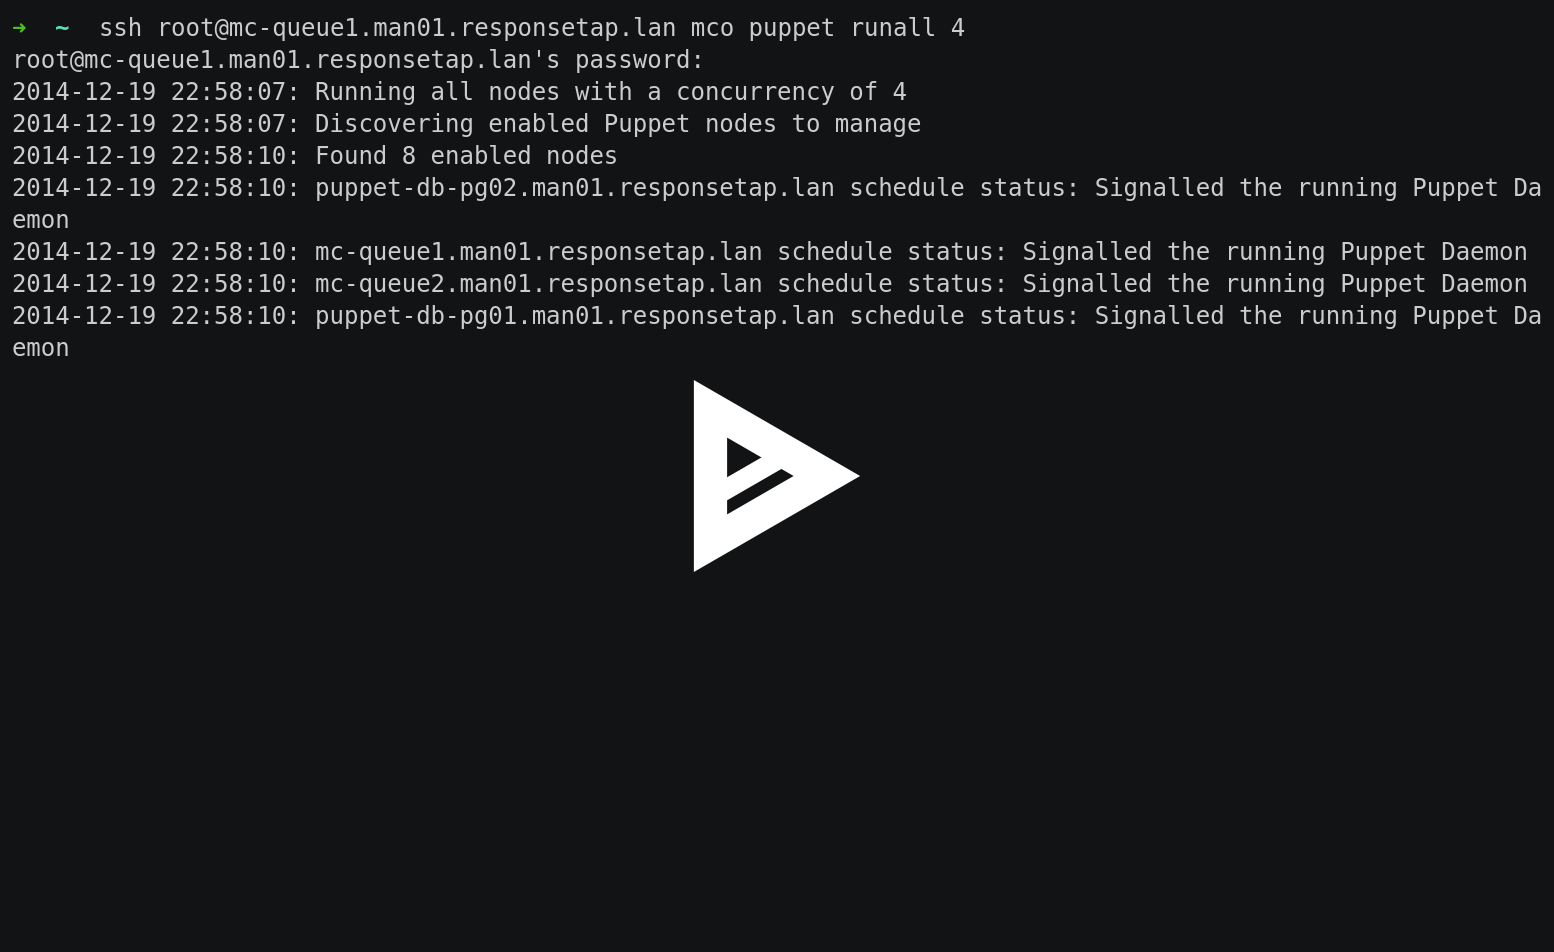 ➜  ~  ssh root@mc-queue1.man01.responsetap.lan mco puppet runall 4
root@mc-queue1.man01.responsetap.lan's password:
2014-12-19 22:58:07: Running all nodes with a concurrency of 4
2014-12-19 22:58:07: Discovering enabled Puppet nodes to manage
2014-12-19 22:58:10: Found 8 enabled nodes
2014-12-19 22:58:10: puppet-db-pg02.man01.responsetap.lan schedule status: Signalled the running Puppet Da
emon
2014-12-19 22:58:10: mc-queue1.man01.responsetap.lan schedule status: Signalled the running Puppet Daemon
2014-12-19 22:58:10: mc-queue2.man01.responsetap.lan schedule status: Signalled the running Puppet Daemon
2014-12-19 22:58:10: puppet-db-pg01.man01.responsetap.lan schedule status: Signalled the running Puppet Da
emon